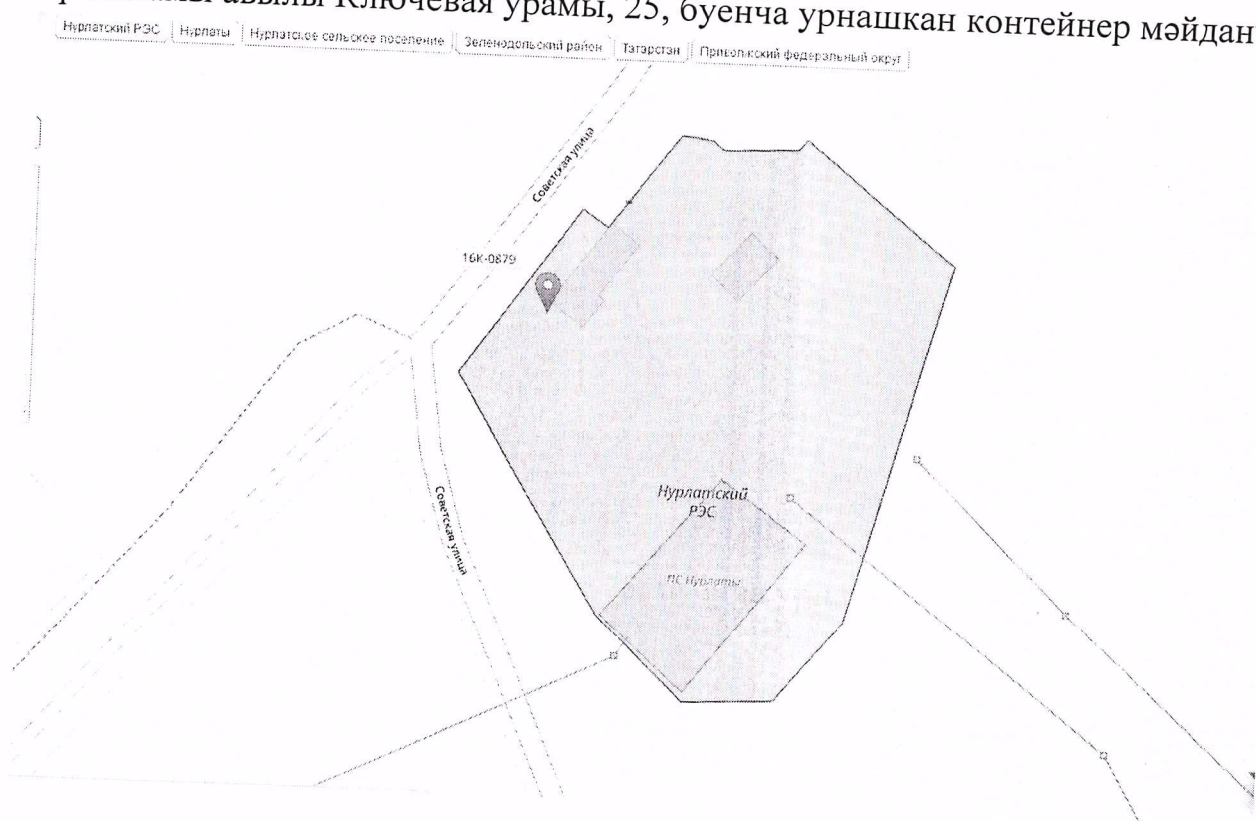 авылы Ключевая урамы, 25, буенча урнашкан контейнер мәйдан
Нурлатский РЭС Нурлаты Нурлатское сельское поселение Зеленодольский район Татарстан Приволжский федеральный округ
Советская улица
16К-0879
Советская улица
Нурлатский
РЭС
ПС Нурлаты